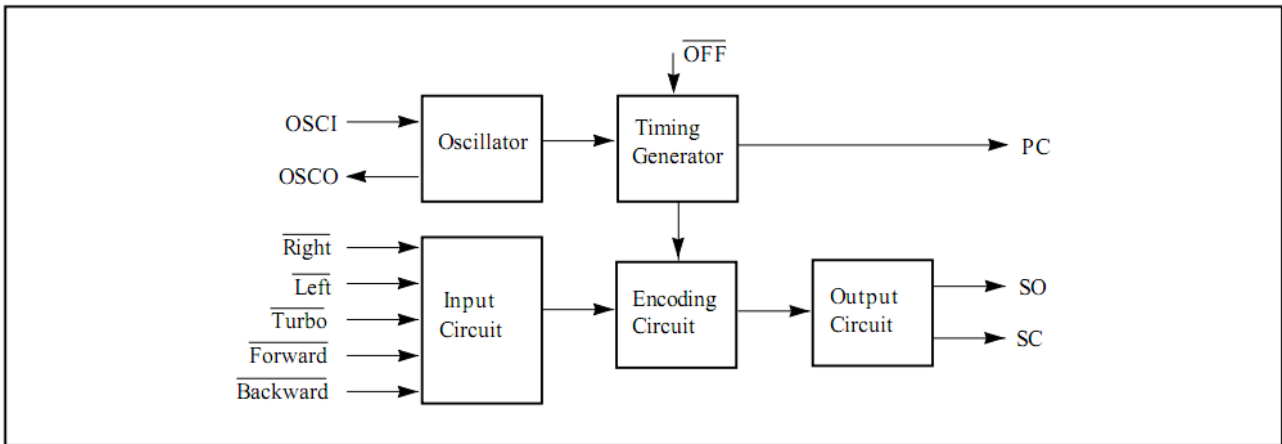 OFF
OSCI
Oscillator
Timing
Generator
PC
OSCO
Right
Left
Turbo
Forward
Backward
Input
Circuit
Encoding
Circuit
Output
Circuit
SO
SC